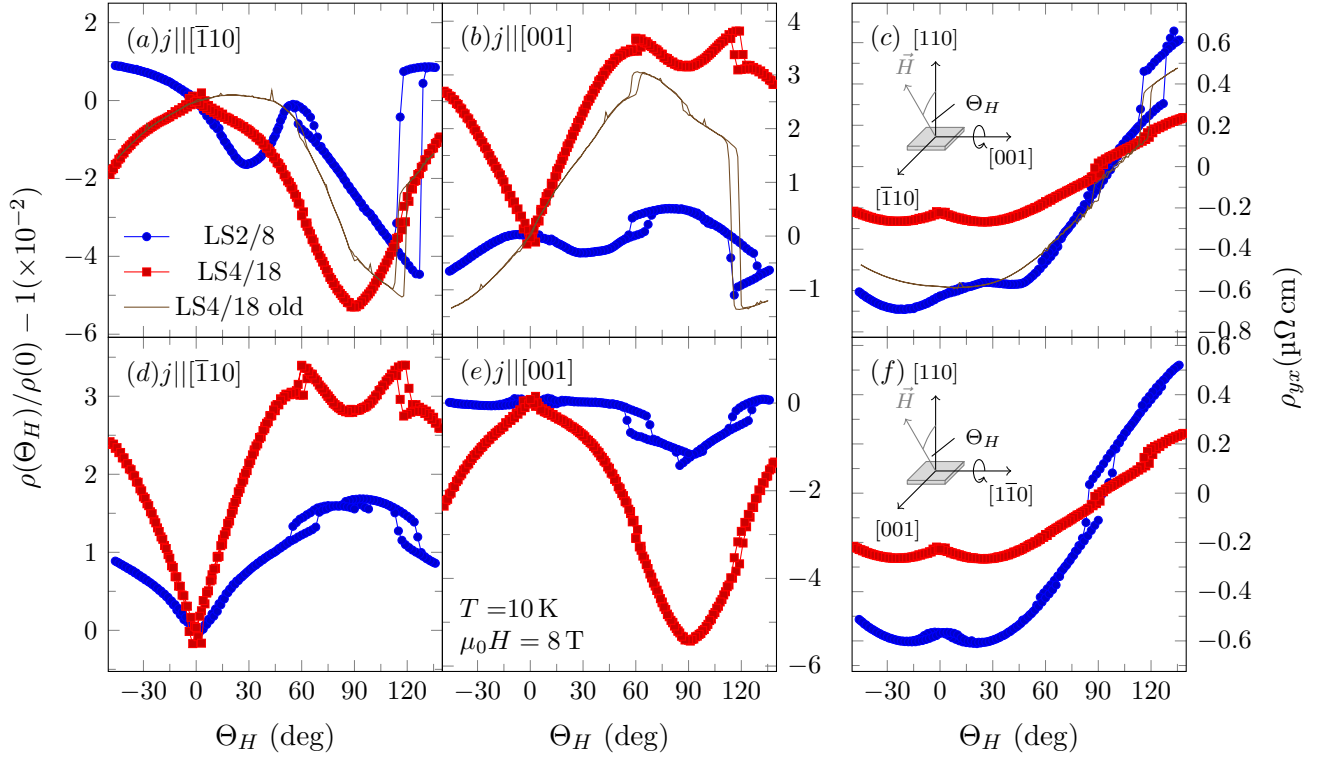 (a)j||[1̅10]
(b)j||[001]
(c)
[110]
H⃗
Θ_H
[001]
[1̅10]
LS2/8
LS4/18
LS4/18 old
2
0
−2
−4
−6
4
3
2
1
0
−1
0.6
0.4
0.2
0
−0.2
−0.4
−0.6
−0.8
ρ(Θ_H)/ρ(0) − 1(×10⁻²)
ρ_yx(µΩ cm)
(d)j||[1̅10]
(e)j||[001]
(f)
[110]
H⃗
Θ_H
[11̅0]
[001]
T =10 K
µ₀H = 8 T
3
2
1
0
0
−2
−4
−6
0.6
0.4
0.2
0
−0.2
−0.4
−0.6
−30 0 30 60 90 120
−30 0 30 60 90 120
−30 0 30 60 90 120
Θ_H (deg)
Θ_H (deg)
Θ_H (deg)